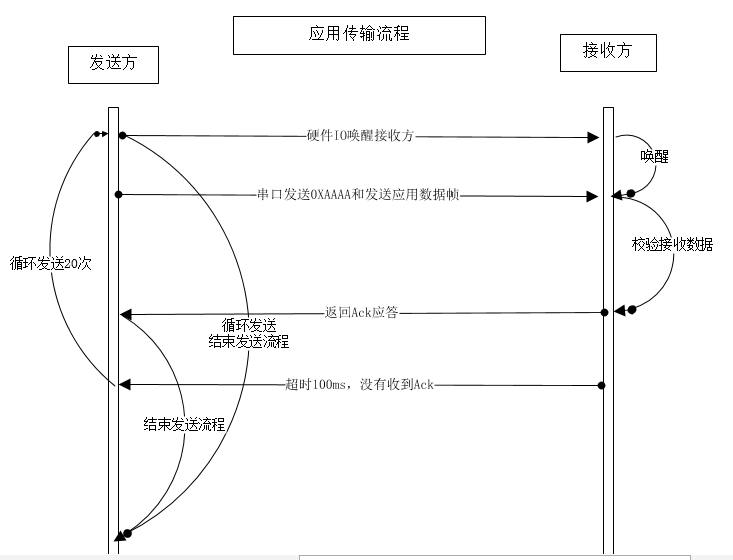 应用传输流程
发送方
接收方
硬件IO唤醒接收方
唤醒
串口发送0XAAAA和发送应用数据帧
校验接收数据
循环发送20次
返回Ack应答
循环发送
结束发送流程
超时100ms，没有收到Ack
结束发送流程